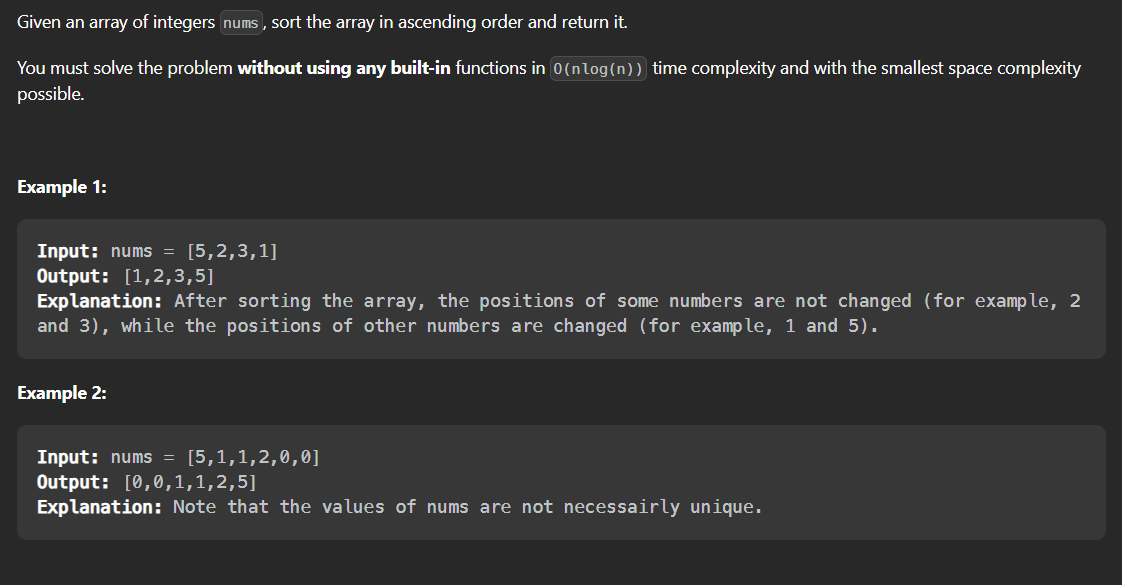 Given an array of integers nums, sort the array in ascending order and return it.
You must solve the problem without using any built-in functions in O(nlog(n)) time complexity and with the smallest space complexity
possible.
Example 1:
Input: nums = [5,2,3,1]
Output: [1,2,3,5]
Explanation: After sorting the array, the positions of some numbers are not changed (for example, 2
and 3), while the positions of other numbers are changed (for example, 1 and 5).
Example 2:
Input: nums = [5,1,1,2,0,0]
Output: [0,0,1,1,2,5]
Explanation: Note that the values of nums are not necessairly unique.